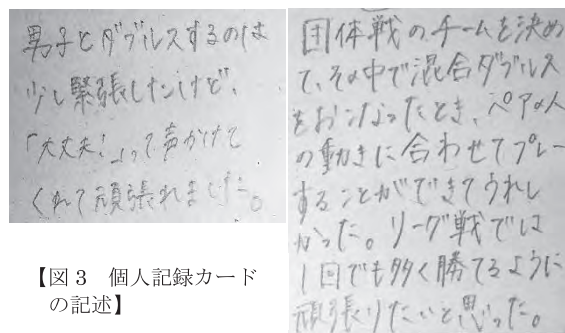 男子とダブルスするのは
少し緊張したけど、
「大丈夫！」って声かけて
くれて頑張れました。
団体戦のチームを決め
て、その中で混合ダブルス
をおこなったとき、ペアの人
の動きに合わせてプレー
することができてうれし
かった。リーグ戦では
1回でも多く勝てるように
頑張りたいと思った。
【図3　個人記録カード
の記述】